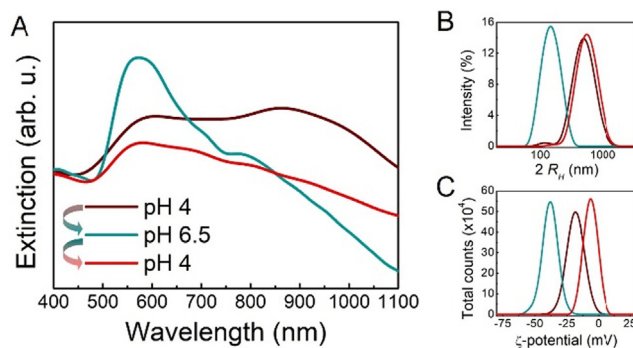 A
Extinction (arb. u.)
pH 4
pH 6.5
pH 4
400 500 600 700 800 900 1000 1100
Wavelength (nm)
B
Intensity (%)
16
12
8
4
0
100 1000
2 R_H (nm)
C
Total counts (x10⁴)
60
50
40
30
20
10
0
-75 -50 -25 0 25
ζ-potential (mV)